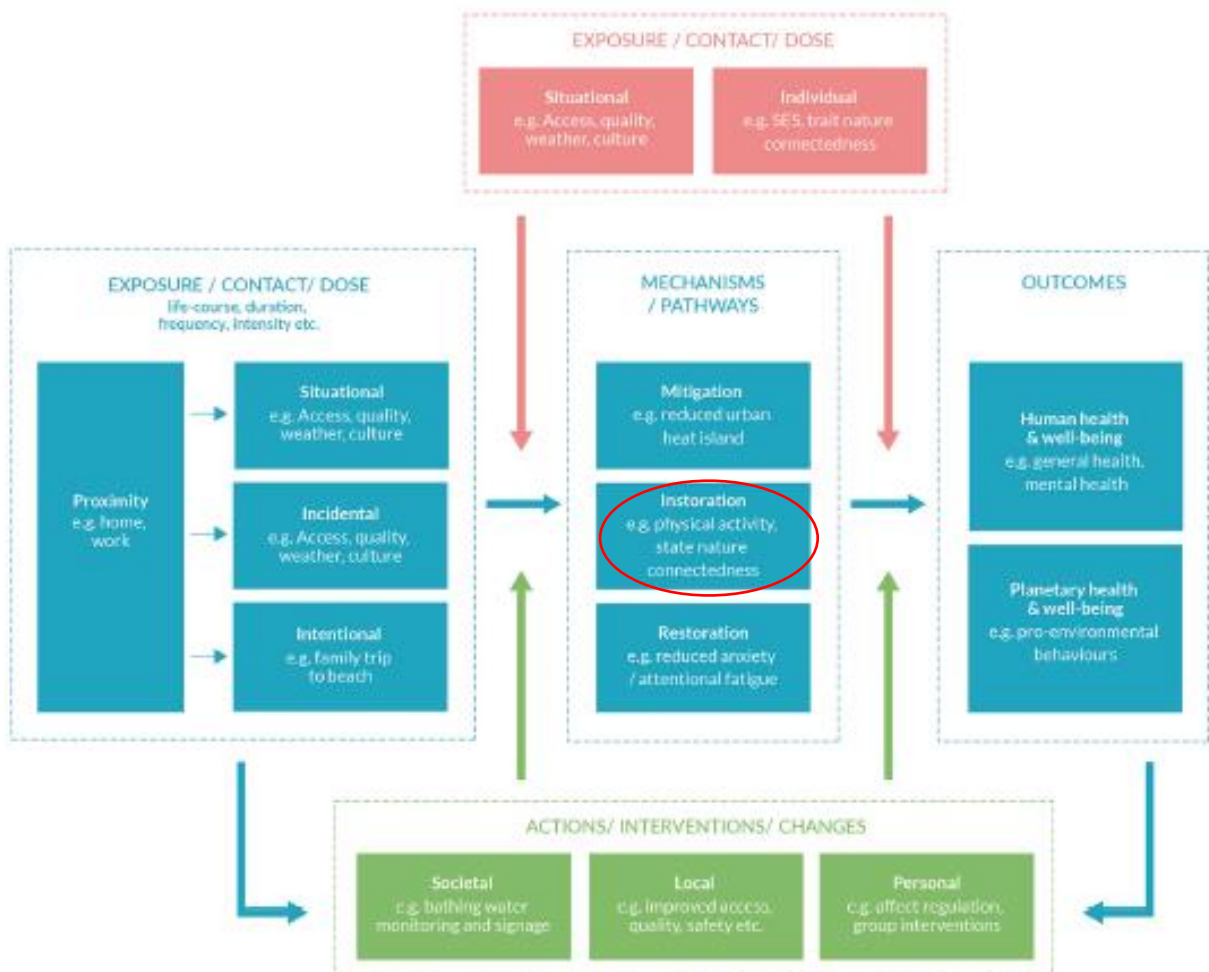 EXPOSURE / CONTACT/ DOSE
Situational
e.g. Access, quality,
weather, culture
Individual
e.g. SES, trait nature
connectedness
EXPOSURE / CONTACT/ DOSE
life-course, duration,
frequency, intensity etc.
Proximity
e.g. home,
work
Situational
e.g. Access, quality,
weather, culture
Incidental
e.g. Access, quality,
weather, culture
Intentional
e.g. family trip
to beach
MECHANISMS
/ PATHWAYS
Mitigation
e.g. reduced urban
heat island
Instoration
e.g. physical activity,
state nature
connectedness
Restoration
e.g. reduced anxiety
/ attentional fatigue
OUTCOMES
Human health
& well-being
e.g. general health,
mental health
Planetary health
& well-being
e.g. pro-environmental
behaviours
ACTIONS/ INTERVENTIONS/ CHANGES
Societal
e.g. bathing water
monitoring and signage
Local
e.g. improved access,
quality, safety etc.
Personal
e.g. affect regulation,
group interventions